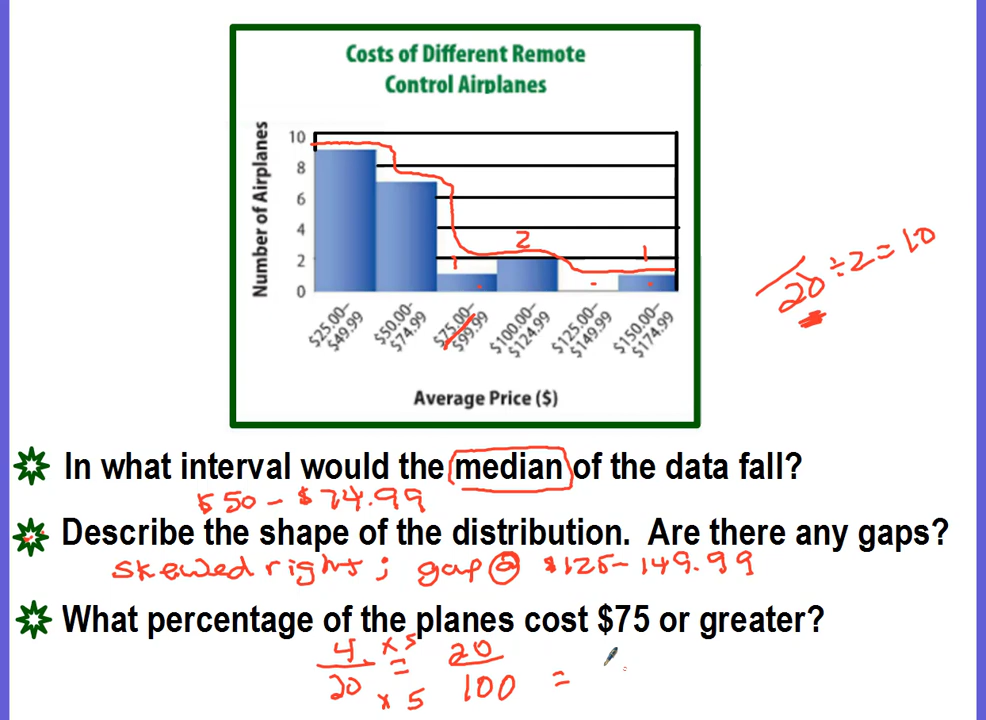 Costs of Different Remote
Control Airplanes
Number of Airplanes
10
8
6
4
2
0
1
2
1
$25.00–
$49.99
$50.00–
$74.99
$75.00–
$99.99
$100.00–
$124.99
$125.00–
$149.99
$150.00–
$174.99
Average Price ($)
20 ÷ 2 = 10
In what interval would the median of the data fall?
$50 - $74.99
Describe the shape of the distribution. Are there any gaps?
skewed right ; gap @ $125-149.99
What percentage of the planes cost $75 or greater?
4 x5 20
=
20 x 5 100 =